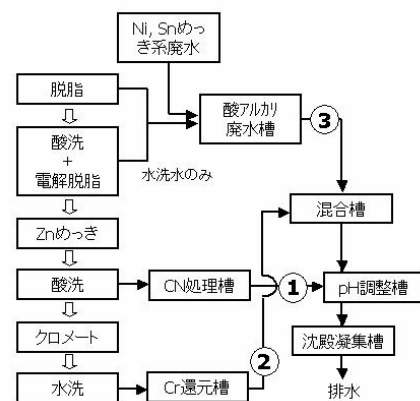 Ni, Snめっ
き系廃水
脱脂
酸アルカリ
廃水槽
③
酸洗
+
電解脱脂
水洗水のみ
混合槽
Znめっき
酸洗
CN処理槽
①
pH調整槽
クロメート
②
沈殿凝集槽
水洗
Cr還元槽
排水